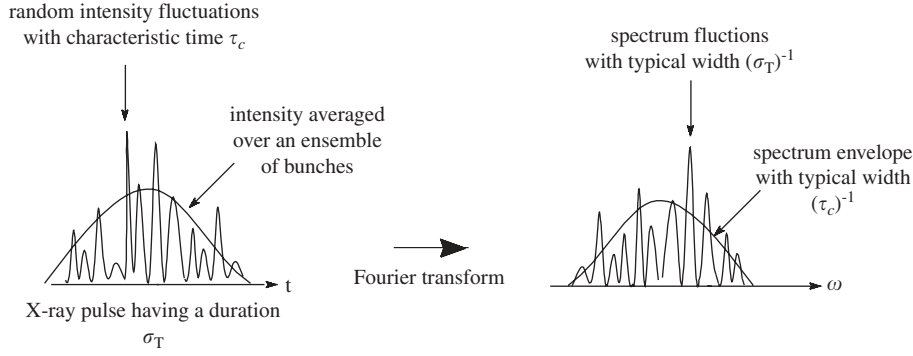 random intensity fluctuations
with characteristic time τc
intensity averaged
over an ensemble
of bunches
t
X-ray pulse having a duration
σT
Fourier transform
spectrum fluctions
with typical width (σT)-1
spectrum envelope
with typical width
(τc)-1
ω